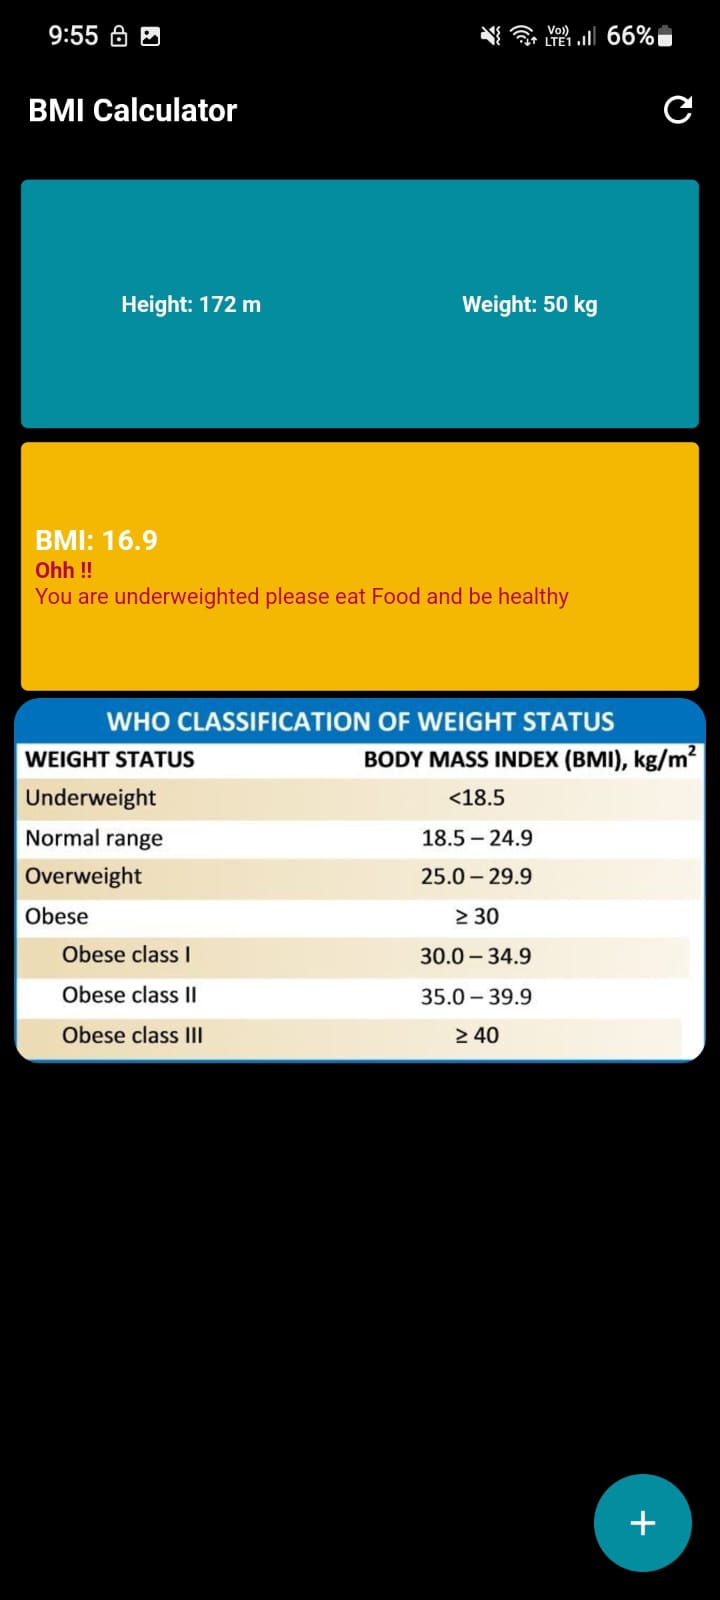 9:55 Vo)) LTE1 66%
BMI Calculator
Height: 172 m Weight: 50 kg
BMI: 16.9
Ohh !!
You are underweighted please eat Food and be healthy
WHO CLASSIFICATION OF WEIGHT STATUS
WEIGHT STATUS BODY MASS INDEX (BMI), kg/m²
Underweight <18.5
Normal range 18.5 – 24.9
Overweight 25.0 – 29.9
Obese ≥ 30
Obese class I 30.0 – 34.9
Obese class II 35.0 – 39.9
Obese class III ≥ 40
+